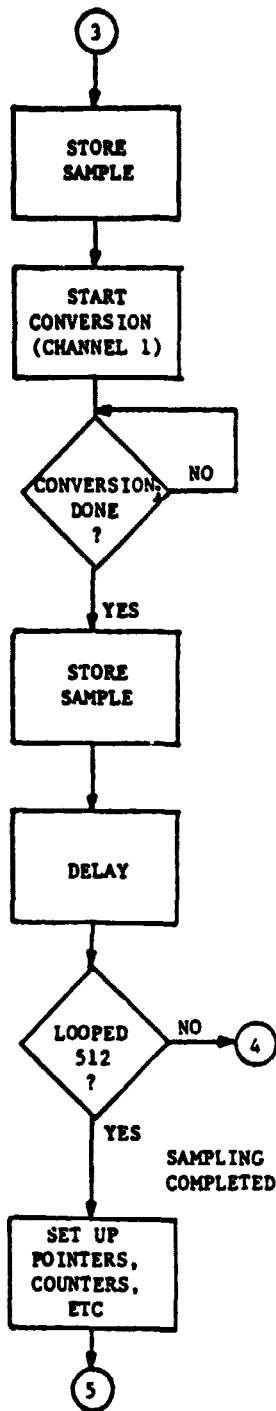 3
STORE
SAMPLE
START
CONVERSION
(CHANNEL 1)
CONVERSION
DONE
?
NO
YES
STORE
SAMPLE
DELAY
LOOPED
512
?
NO
4
YES
SAMPLING
COMPLETED
SET UP
POINTERS,
COUNTERS,
ETC
5